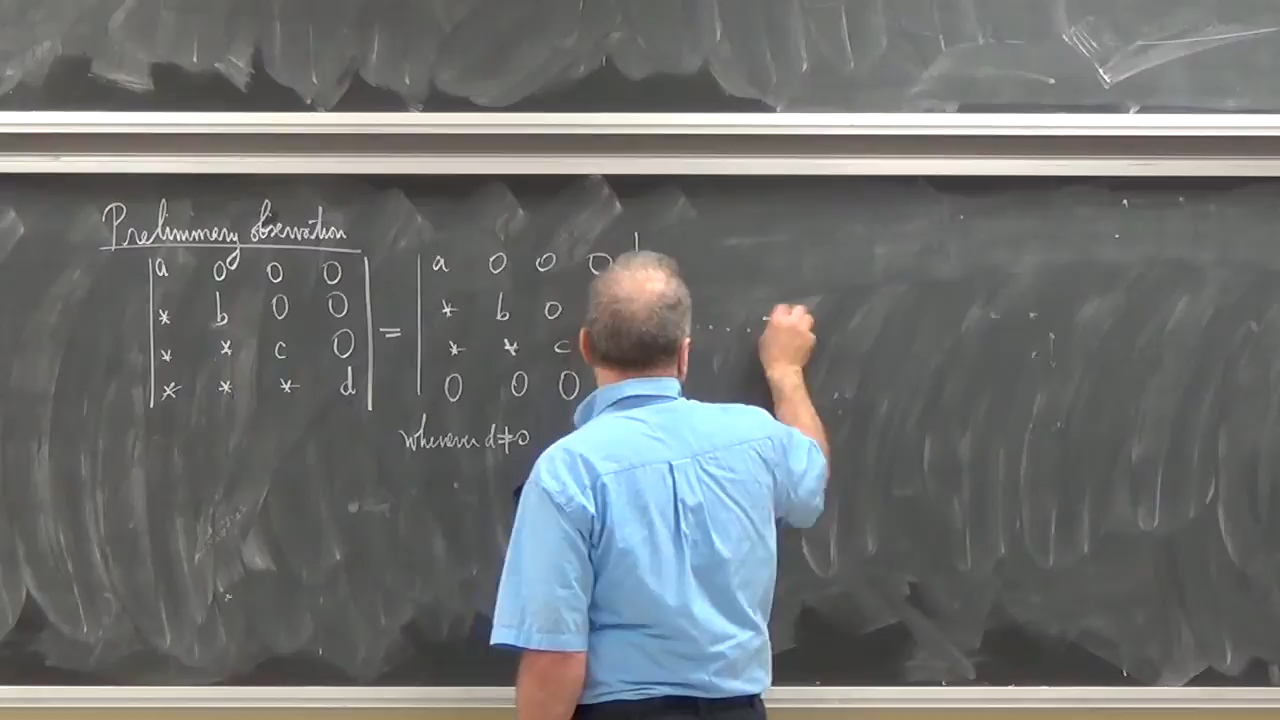 Preliminary observation
| a 0 0 0 | | a 0 0 0 |
| * b 0 0 | | * b 0
| * * c 0 | = | * * c ......
| * * * d | | 0 0 0
whenever d≠0